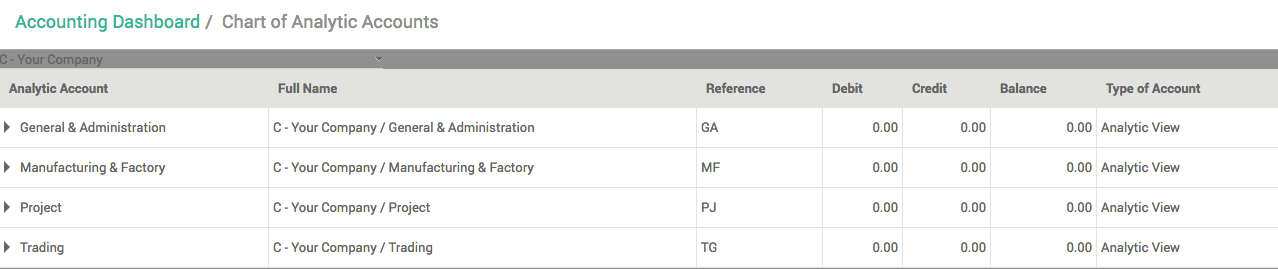 Accounting Dashboard / Chart of Analytic Accounts
C - Your Company
Analytic Account Full Name Reference Debit Credit Balance Type of Account
General & Administration C - Your Company / General & Administration GA 0.00 0.00 0.00 Analytic View
Manufacturing & Factory C - Your Company / Manufacturing & Factory MF 0.00 0.00 0.00 Analytic View
Project C - Your Company / Project PJ 0.00 0.00 0.00 Analytic View
Trading C - Your Company / Trading TG 0.00 0.00 0.00 Analytic View